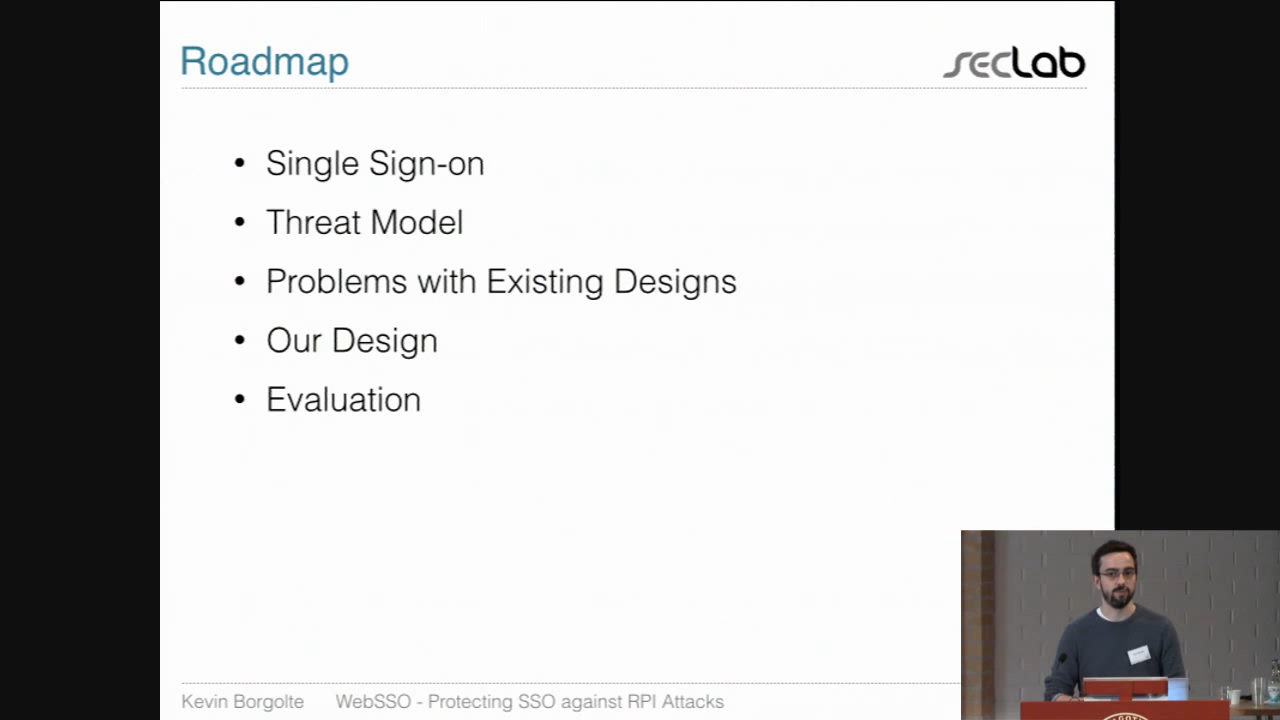 Roadmap
secLab
• Single Sign-on
• Threat Model
• Problems with Existing Designs
• Our Design
• Evaluation
Kevin Borgolte WebSSO - Protecting SSO against RPI Attacks